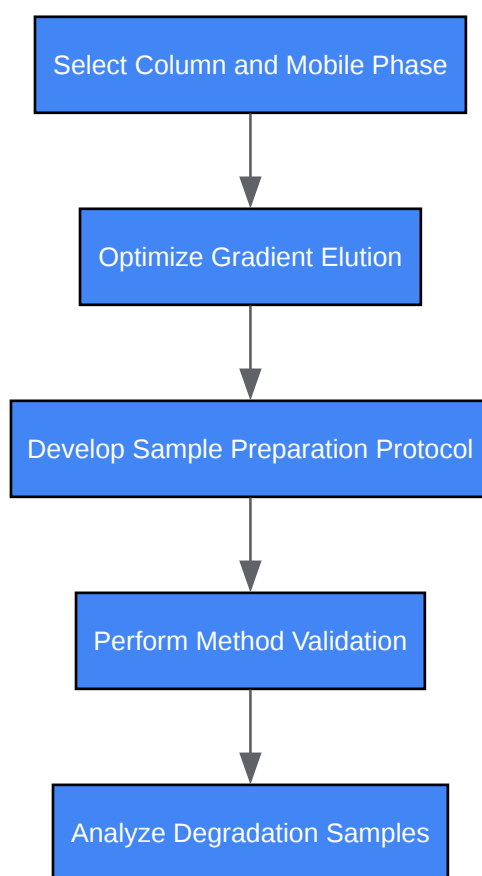 Select Column and Mobile Phase
Optimize Gradient Elution
Develop Sample Preparation Protocol
Perform Method Validation
Analyze Degradation Samples